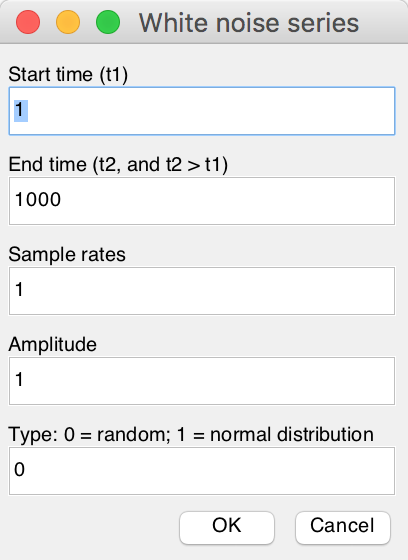 White noise series
Start time (t1)
1
End time (t2, and t2 > t1)
1000
Sample rates
1
Amplitude
1
Type: 0 = random; 1 = normal distribution
0
OK Cancel